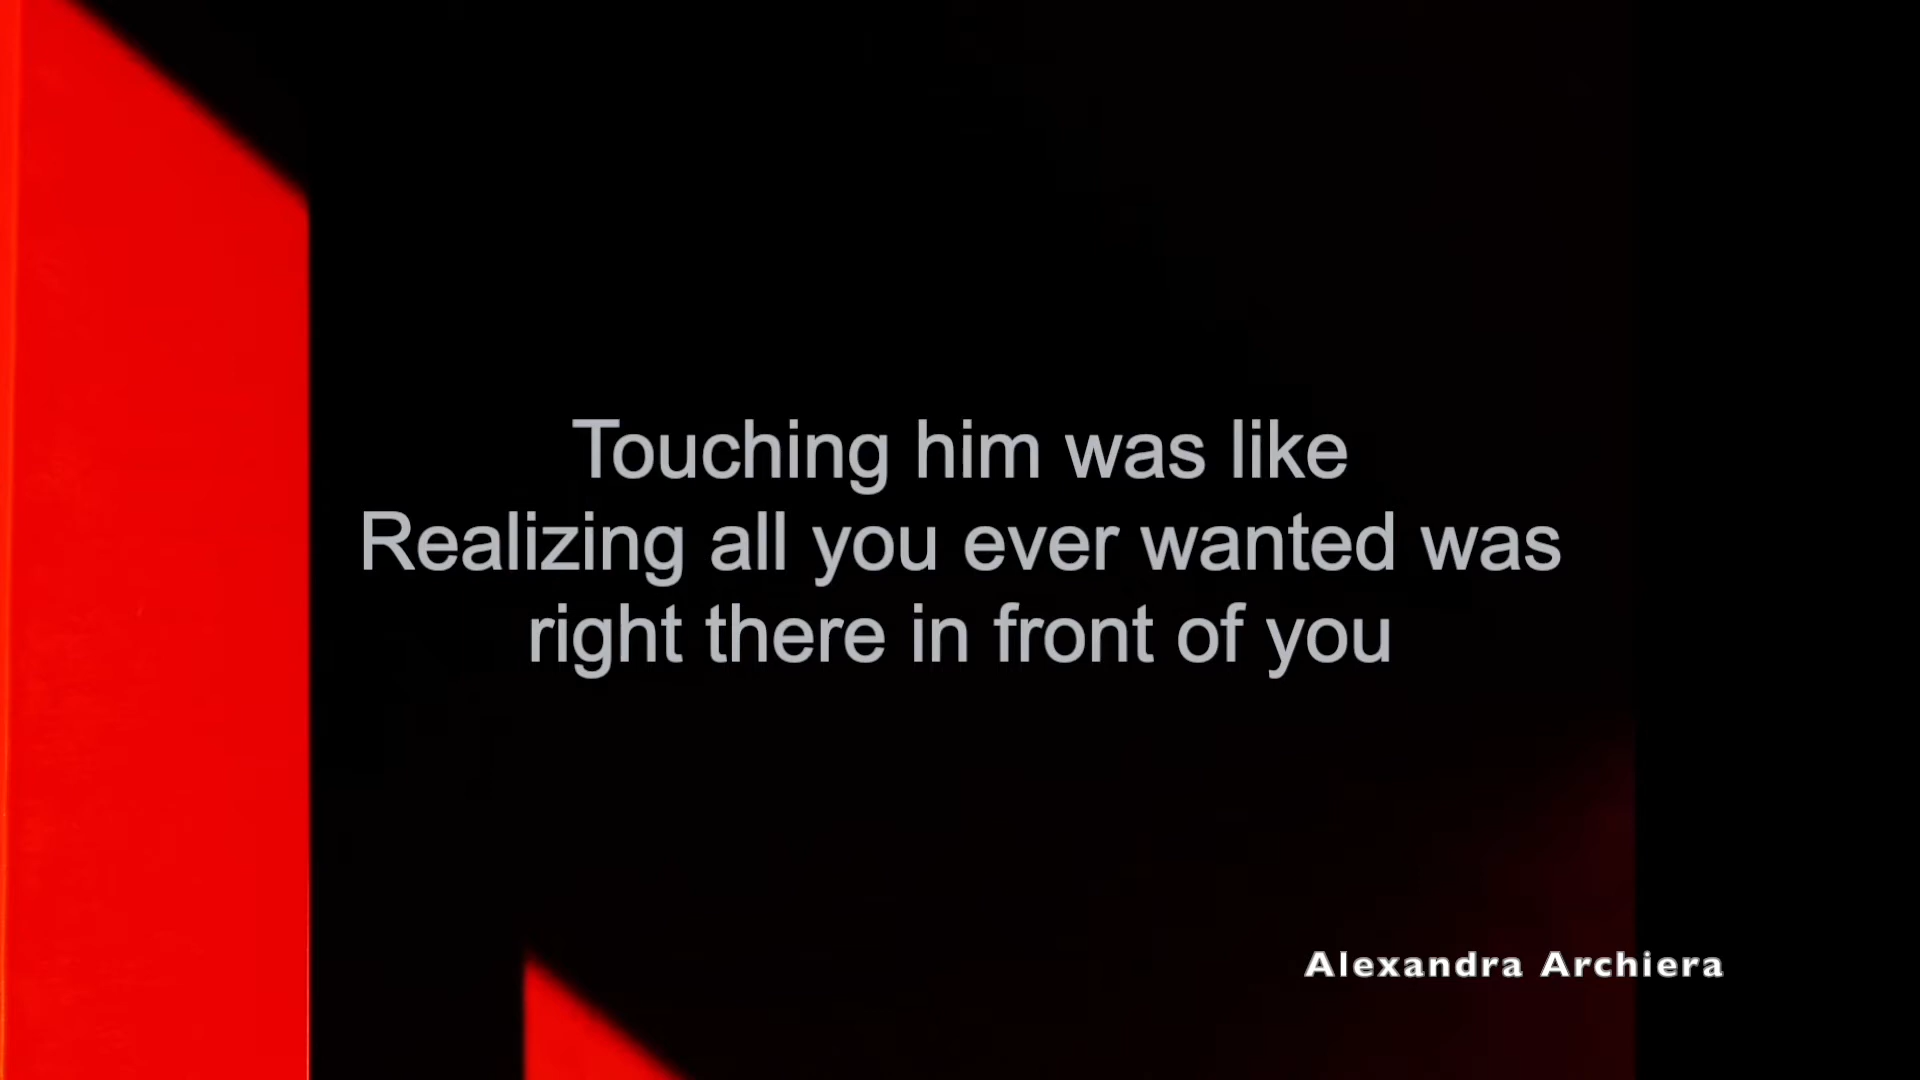 Touching him was like
Realizing all you ever wanted was
right there in front of you
Alexandra Archiera